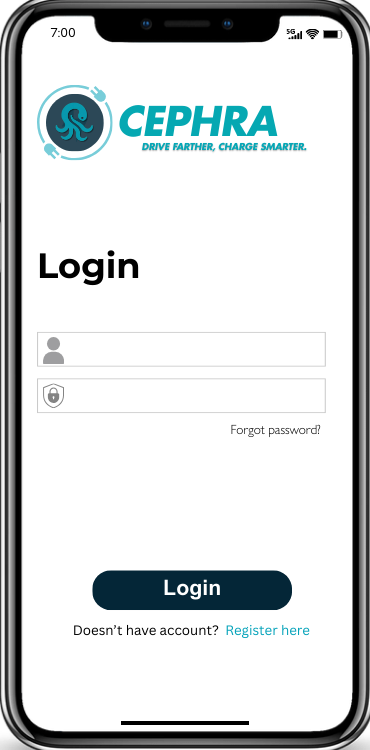 7:00
5G
CEPHRA
DRIVE FARTHER, CHARGE SMARTER.
Login
Forgot password?
Login
Doesn't have account? Register here